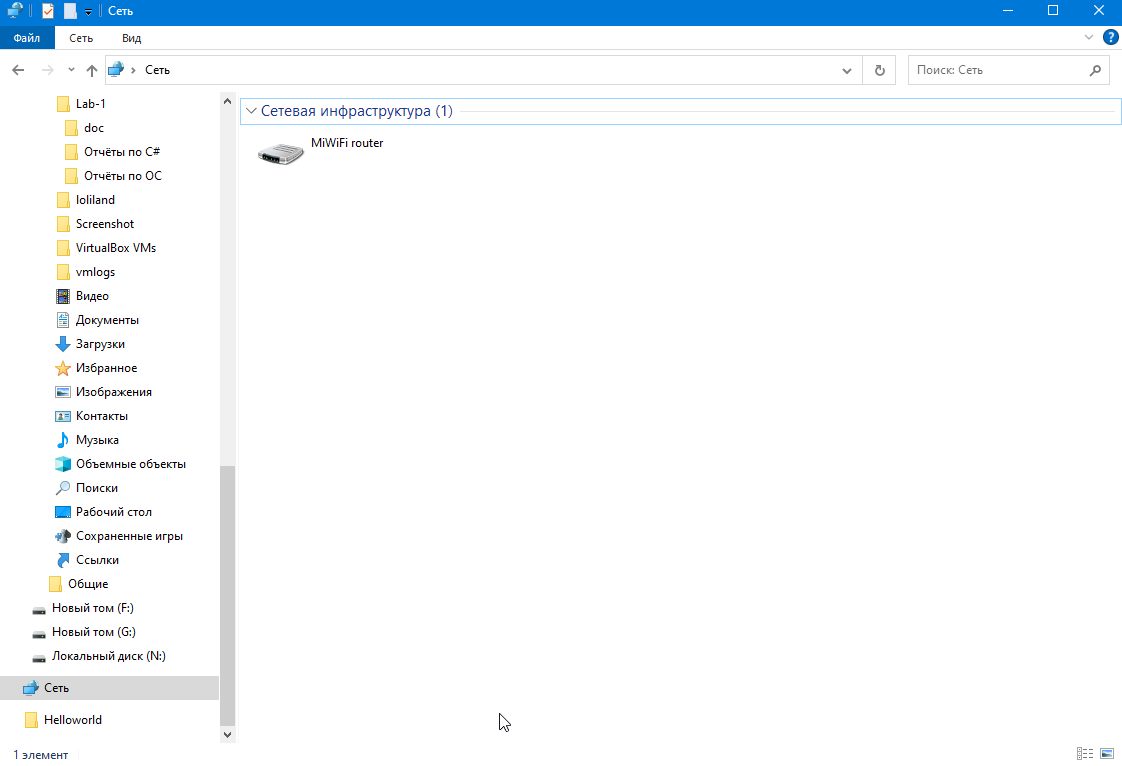 Сеть
Файл
Сеть
Вид
Сеть
Поиск: Сеть
Lab-1
doc
Отчёты по C#
Отчёты по ОС
loliland
Screenshot
VirtualBox VMs
vmlogs
Видео
Документы
Загрузки
Избранное
Изображения
Контакты
Музыка
Объемные объекты
Поиски
Рабочий стол
Сохраненные игры
Ссылки
Общие
Новый том (F:)
Новый том (G:)
Локальный диск (N:)
Сеть
Helloworld
Сетевая инфраструктура (1)
MiWiFi router
1 элемент